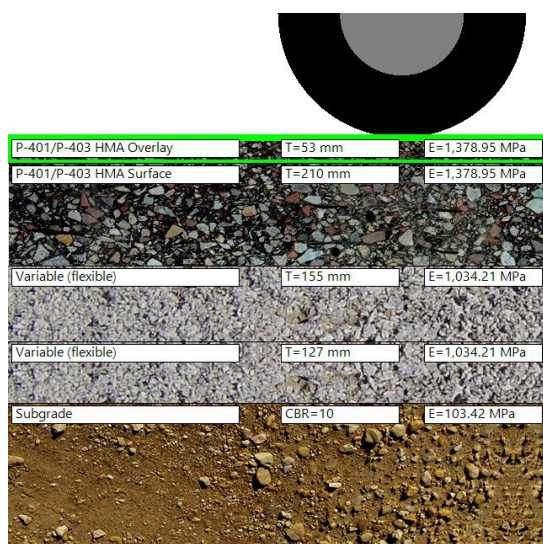 P-401/P-403 HMA Overlay T=53 mm E=1,378.95 MPa
P-401/P-403 HMA Surface T=210 mm E=1,378.95 MPa
Variable (flexible) T=155 mm E=1,034.21 MPa
Variable (flexible) T=127 mm E=1,034.21 MPa
Subgrade CBR=10 E=103.42 MPa